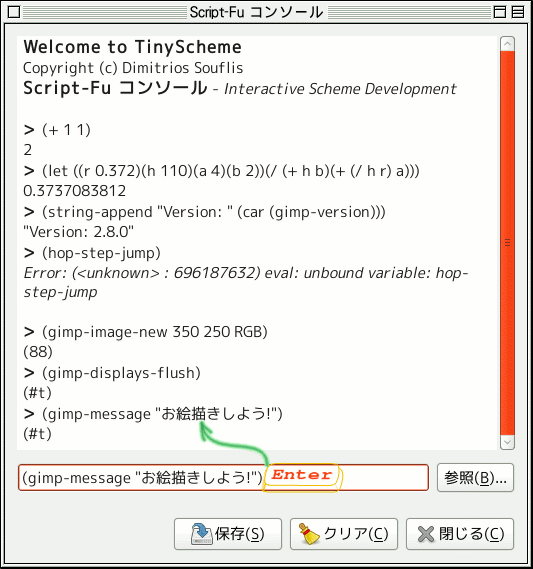 Script-Fu コンソール
Welcome to TinyScheme
Copyright (c) Dimitrios Souflis
Script-Fu コンソール - Interactive Scheme Development
> (+ 1 1)
2
> (let ((r 0.372)(h 110)(a 4)(b 2))(/ (+ h b)(+ (/ h r) a)))
0.3737083812
> (string-append "Version: " (car (gimp-version)))
"Version: 2.8.0"
> (hop-step-jump)
Error: (<unknown> : 696187632) eval: unbound variable: hop-
step-jump
> (gimp-image-new 350 250 RGB)
(88)
> (gimp-displays-flush)
(#t)
> (gimp-message "お絵描きしよう!")
(#t)
(gimp-message "お絵描きしよう!") Enter 参照(B)...
保存(S) クリア(C) 閉じる(C)